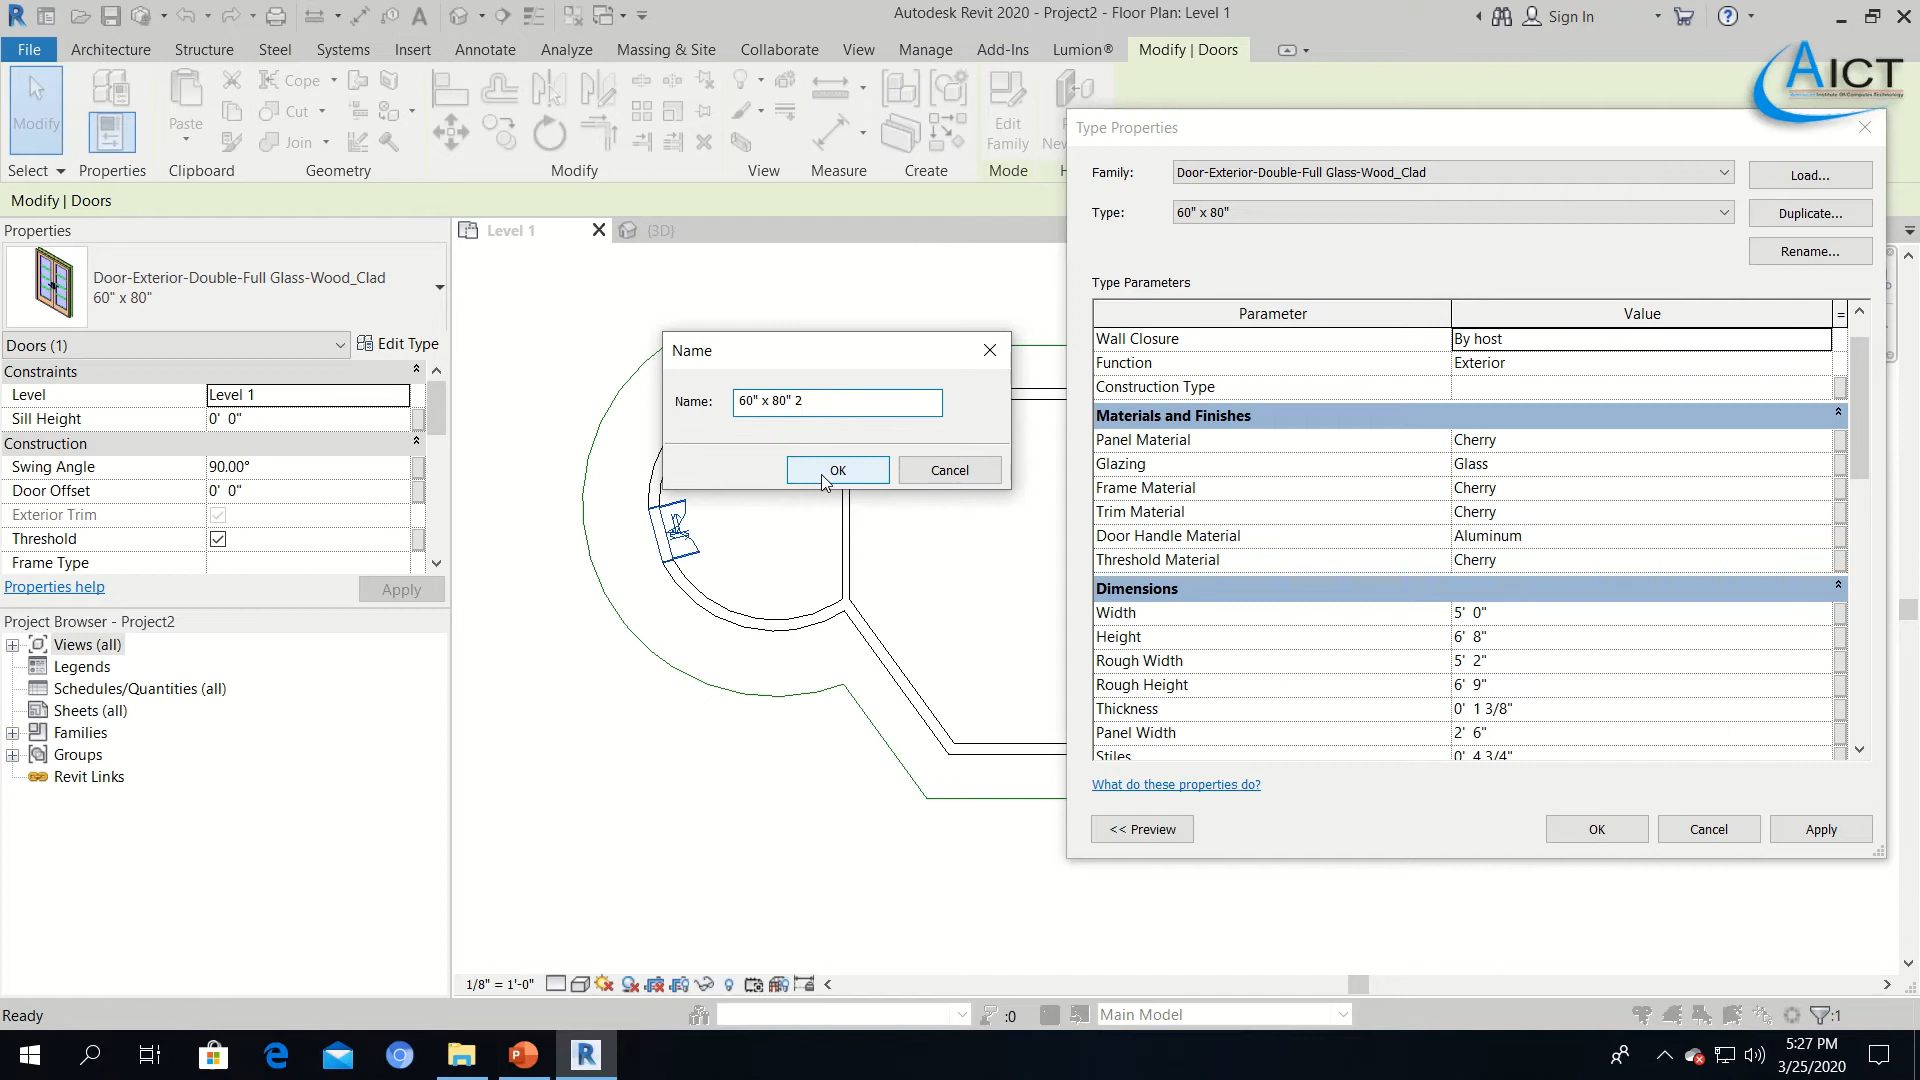 Autodesk Revit 2020 - Project2 - Floor Plan: Level 1
Sign In
File
Architecture
Structure
Steel
Systems
Insert
Annotate
Analyze
Massing & Site
Collaborate
View
Manage
Add-Ins
Lumion®
Modify | Doors
AICT
Modify
Paste
Cope
Cut
Join
Edit
Family
Select
Properties
Clipboard
Geometry
Modify
View
Measure
Create
Mode
Modify | Doors
Properties
Door-Exterior-Double-Full Glass-Wood_Clad
60" x 80"
Doors (1)
Edit Type
Constraints
Level
Level 1
Sill Height
0' 0"
Construction
Swing Angle
90.00°
Door Offset
0' 0"
Exterior Trim
Threshold
Frame Type
Properties help
Apply
Project Browser - Project2
Views (all)
Legends
Schedules/Quantities (all)
Sheets (all)
Families
Groups
Revit Links
Level 1
{3D}
Name
Name:
60" x 80" 2
OK
Cancel
Type Properties
Family:
Door-Exterior-Double-Full Glass-Wood_Clad
Load...
Type:
60" x 80"
Duplicate...
Rename...
Type Parameters
Parameter
Value
=
Wall Closure
By host
Function
Exterior
Construction Type
Materials and Finishes
Panel Material
Cherry
Glazing
Glass
Frame Material
Cherry
Trim Material
Cherry
Door Handle Material
Aluminum
Threshold Material
Cherry
Dimensions
Width
5' 0"
Height
6' 8"
Rough Width
5' 2"
Rough Height
6' 9"
Thickness
0' 1 3/8"
Panel Width
2' 6"
Stiles
0' 4 3/4"
What do these properties do?
<< Preview
OK
Cancel
Apply
1/8" = 1'-0"
Ready
:0
Main Model
:1
5:27 PM
3/25/2020